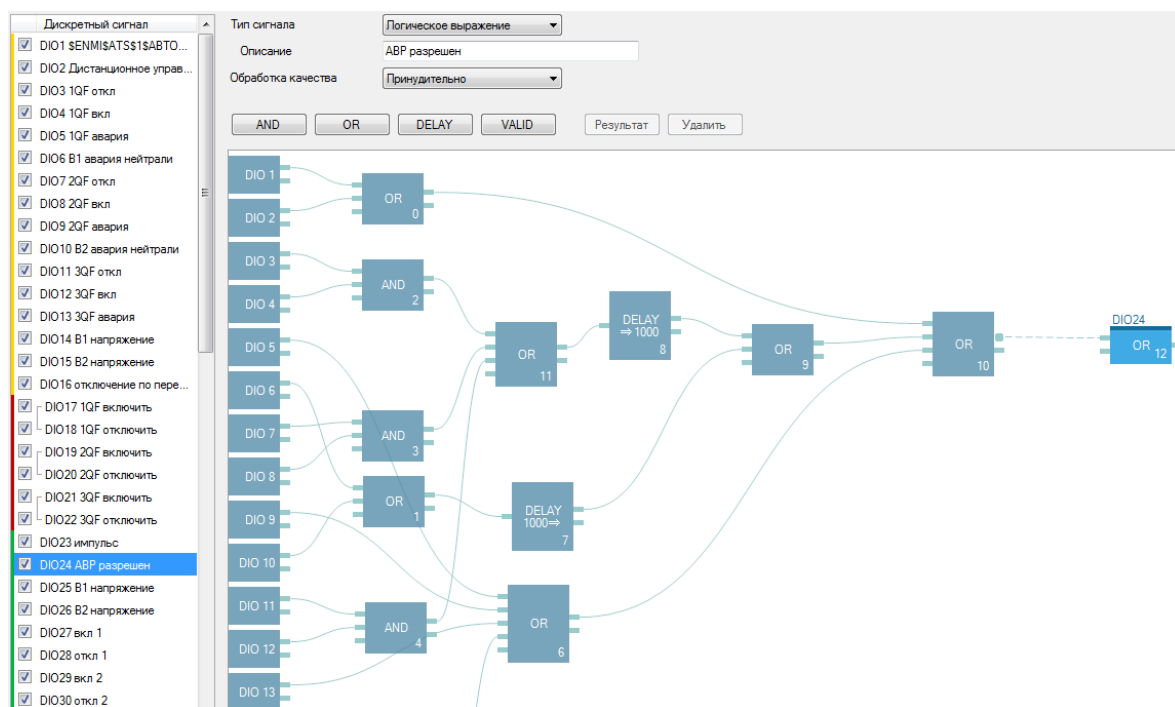 Дискретный сигнал
DIO1 $ENMI$ATS$1$АВТО...
DIO2 Дистанционное управ...
DIO3 1QF откл
DIO4 1QF вкл
DIO5 1QF авария
DIO6 В1 авария нейтрали
DIO7 2QF откл
DIO8 2QF вкл
DIO9 2QF авария
DIO10 В2 авария нейтрали
DIO11 3QF откл
DIO12 3QF вкл
DIO13 3QF авария
DIO14 В1 напряжение
DIO15 В2 напряжение
DIO16 отключение по пере...
DIO17 1QF включить
DIO18 1QF отключить
DIO19 2QF включить
DIO20 2QF отключить
DIO21 3QF включить
DIO22 3QF отключить
DIO23 импульс
DIO24 АВР разрешен
DIO25 В1 напряжение
DIO26 В2 напряжение
DIO27 вкл 1
DIO28 откл 1
DIO29 вкл 2
DIO30 откл 2
Тип сигнала
Логическое выражение
Описание
АВР разрешен
Обработка качества
Принудительно
AND
OR
DELAY
VALID
Результат
Удалить
DIO 1
DIO 2
DIO 3
DIO 4
DIO 5
DIO 6
DIO 7
DIO 8
DIO 9
DIO 10
DIO 11
DIO 12
DIO 13
OR
0
AND
2
AND
3
OR
1
AND
4
OR
11
DELAY
1000⇒
7
OR
6
DELAY
⇒1000
8
OR
9
OR
10
DIO24
OR
12